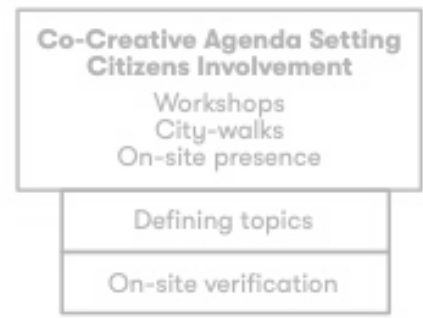 Co-Creative Agenda Setting
Citizens Involvement
Workshops
City-walks
On-site presence
Defining topics
On-site verification